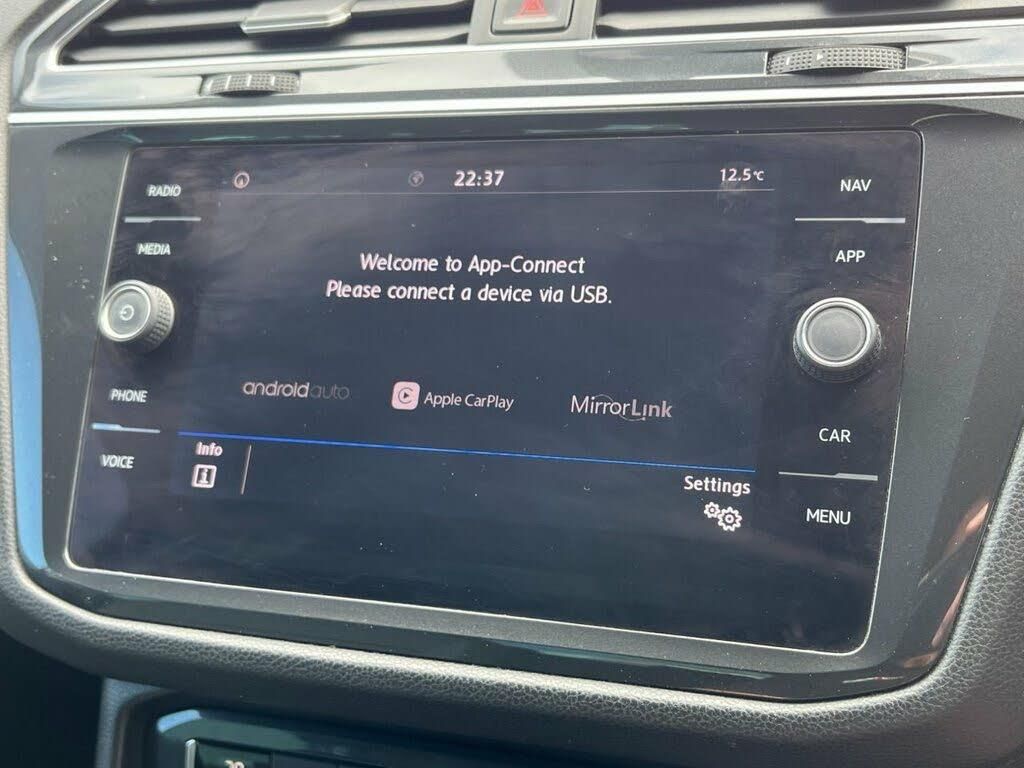 22:37
12.5°C
RADIO
NAV
MEDIA
APP
Welcome to App-Connect
Please connect a device via USB.
PHONE
androidauto
Apple CarPlay
MirrorLink
CAR
VOICE
Info
Settings
MENU